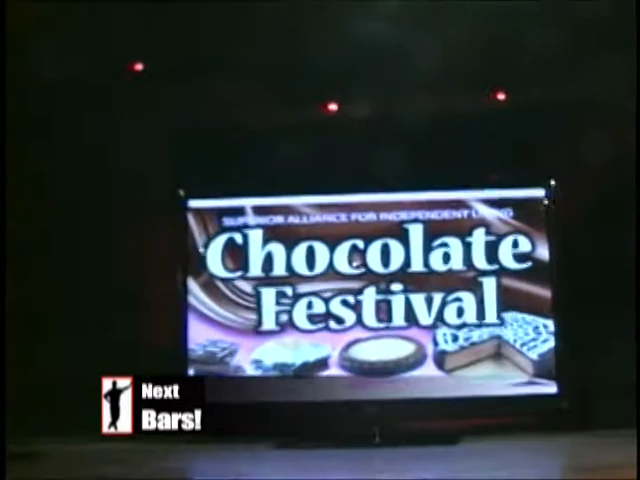 SUPERIOR ALLIANCE FOR INDEPENDENT LIVING
Chocolate
Festival
Next
Bars!